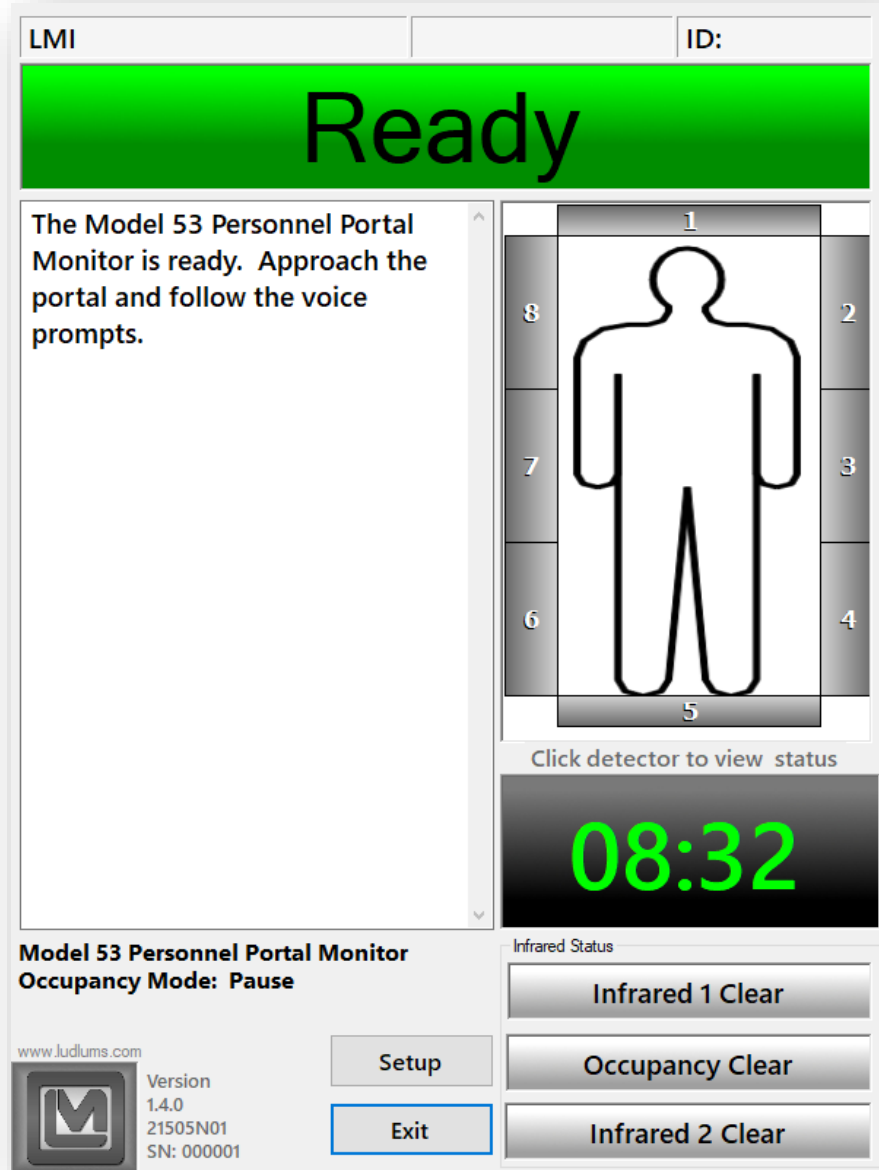 LMI
ID:
Ready
The Model 53 Personnel Portal
Monitor is ready.  Approach the
portal and follow the voice
prompts.
1
8
2
7
3
6
4
5
Click detector to view  status
08:32
Model 53 Personnel Portal Monitor
Occupancy Mode:  Pause
Infrared Status
Infrared 1 Clear
Occupancy Clear
Infrared 2 Clear
Setup
Exit
www.ludlums.com
LM
Version
1.4.0
21505N01
SN: 000001